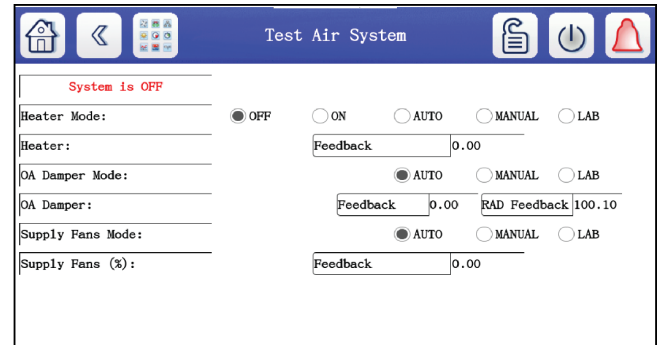 Test Air System
System is OFF
Heater Mode: OFF ON AUTO MANUAL LAB
Heater: Feedback 0.00
OA Damper Mode: AUTO MANUAL LAB
OA Damper: Feedback 0.00 RAD Feedback 100.10
Supply Fans Mode: AUTO MANUAL LAB
Supply Fans (%): Feedback 0.00